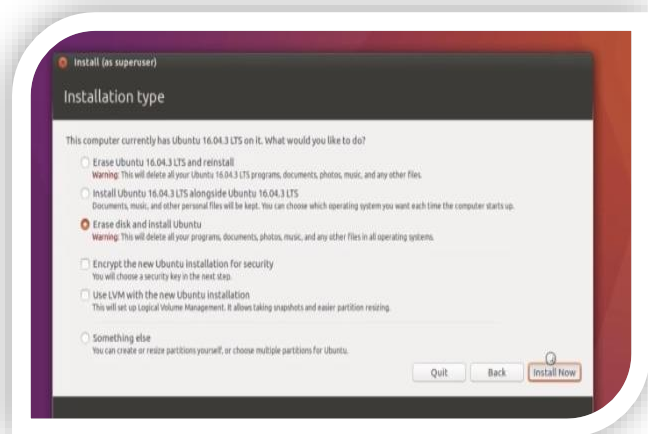 Install (as superuser)
Installation type
This computer currently has Ubuntu 16.04.3 LTS on it. What would you like to do?
Erase Ubuntu 16.04.3 LTS and reinstall
Warning: This will delete all your Ubuntu 16.04.3 LTS programs, documents, photos, music, and any other files.
Install Ubuntu 16.04.3 LTS alongside Ubuntu 16.04.3 LTS
Documents, music, and other personal files will be kept. You can choose which operating system you want each time the computer starts up.
Erase disk and install Ubuntu
Warning: This will delete all your programs, documents, photos, music, and any other files in all operating systems.
Encrypt the new Ubuntu installation for security
You will choose a security key in the next step.
Use LVM with the new Ubuntu installation
This will set up Logical Volume Management. It allows taking snapshots and easier partition resizing.
Something else
You can create or resize partitions yourself, or choose multiple partitions for Ubuntu.
Quit Back Install Now